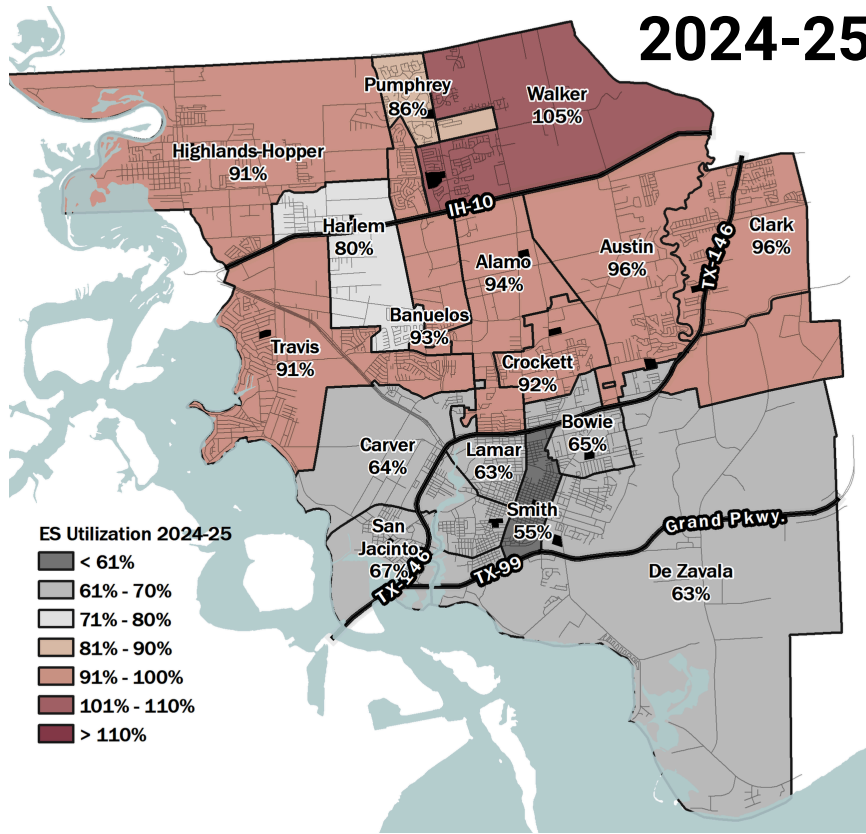 2024-25
Pumphrey
86%
Walker
105%
Highlands-Hopper
91%
IH-10
Harlem
80%
Alamo
94%
Austin
96%
TX-146
Clark
96%
Banuelos
93%
Travis
91%
Crockett
92%
Carver
64%
Lamar
63%
Bowie
65%
Smith
55%
San
Jacinto
67%
TX-146
TX-99
Grand Pkwy.
De Zavala
63%
ES Utilization 2024-25
< 61%
61% - 70%
71% - 80%
81% - 90%
91% - 100%
101% - 110%
> 110%